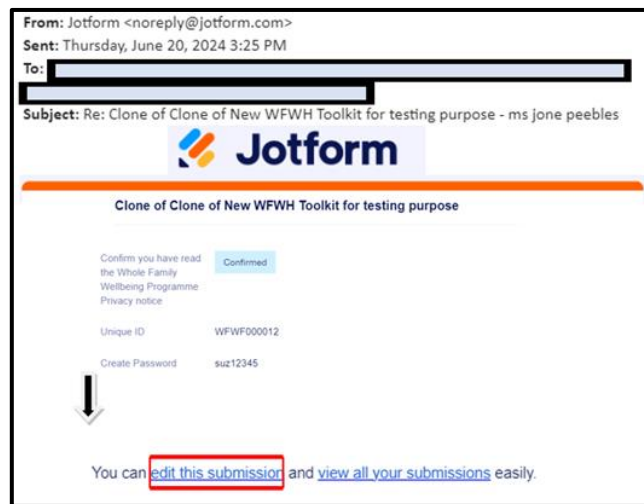 From: Jotform <noreply@jotform.com>
Sent: Thursday, June 20, 2024 3:25 PM
To:
Subject: Re: Clone of Clone of New WFWH Toolkit for testing purpose - ms jone peebles
Jotform
Clone of Clone of New WFWH Toolkit for testing purpose
Confirm you have read
the Whole Family
Wellbeing Programme
Privacy notice
Confirmed
Unique ID WFWF000012
Create Password suz12345
You can edit this submission and view all your submissions easily.